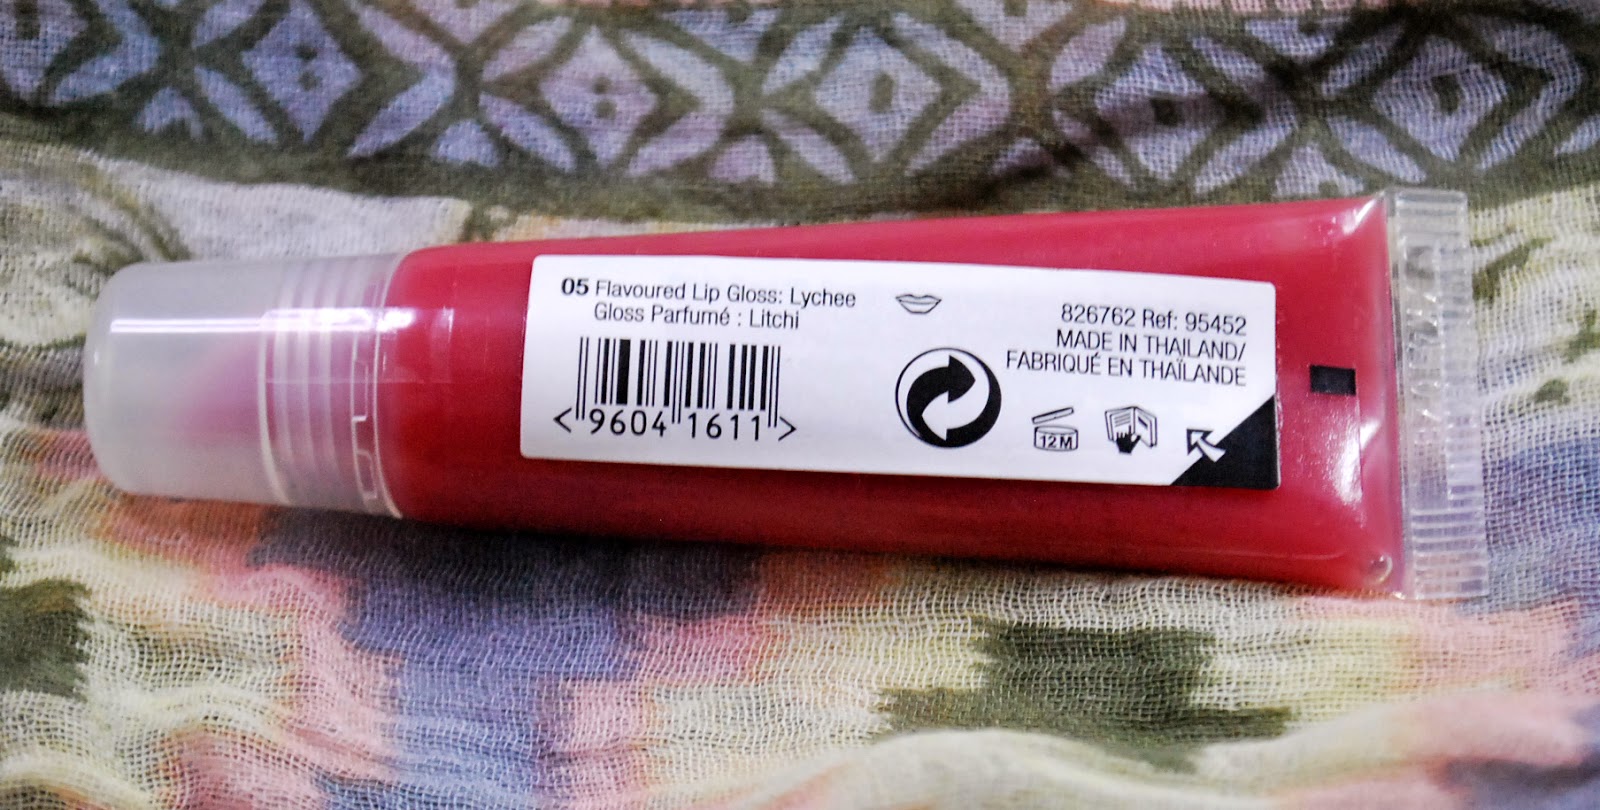 05 Flavoured Lip Gloss: Lychee
Gloss Parfumé : Litchi
<9604 1611>
826762 Ref: 95452
MADE IN THAILAND/
FABRIQUÉ EN THAÏLANDE
12M